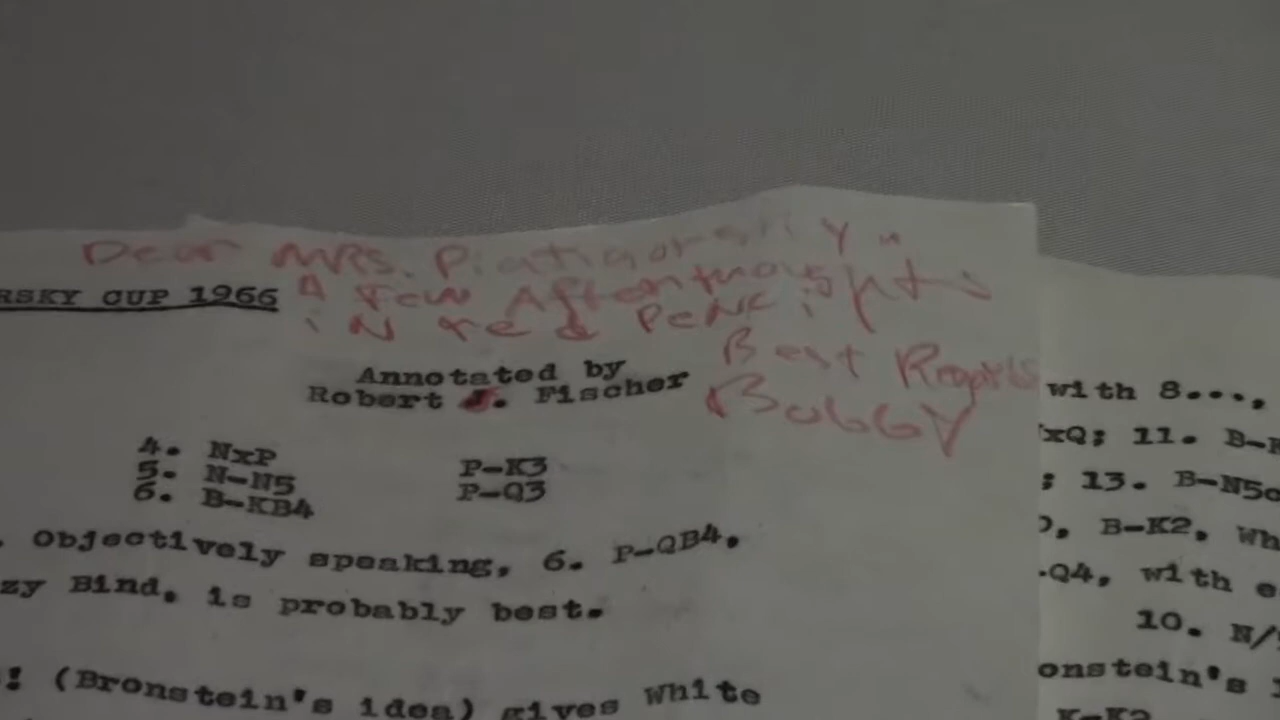 Dear MRS. Piatigorsky..
RSKY CUP 1966
A few Afterthoughts
in red PeNci
Best Regards
Bobby
Annotated by
Robert J. Fischer
4. NxP P-K3
5. N-N5 P-Q3
6. B-KB4
. Objectively speaking, 6. P-QB4,
zy Bind, is probably best.
! (Bronstein's idea) gives White
with 8...,
xQ; 11. B-
; 13. B-N5
, B-K2, Wh
-Q4, with e
10. N/
onstein's
K-K2